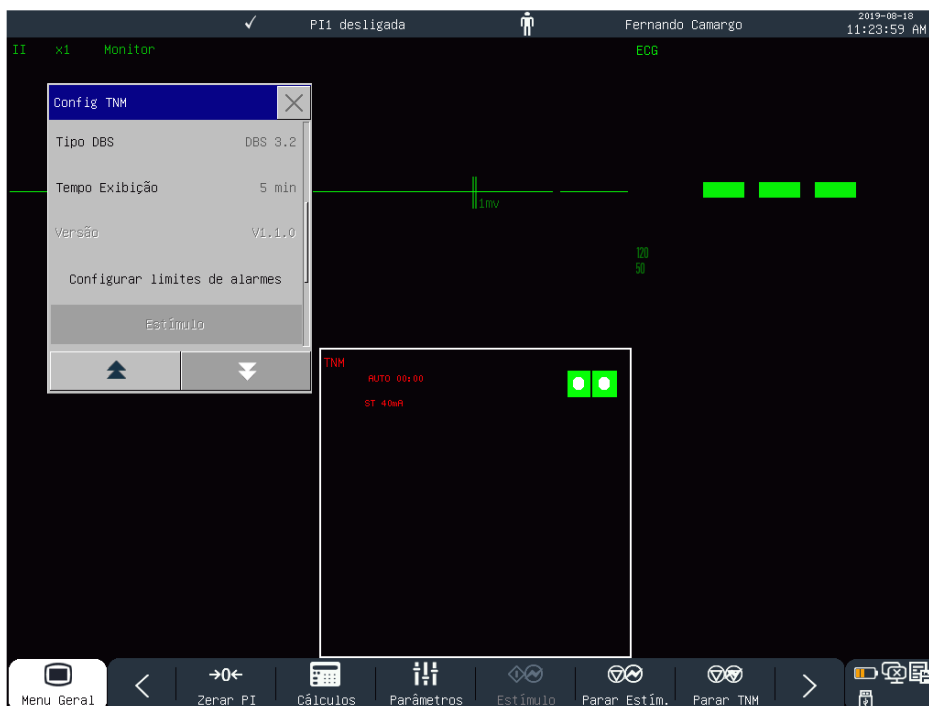 PI1 desligada
Fernando Camargo
2019-08-18
11:23:59 AM
II x1 Monitor
ECG
Config TNM
Tipo DBS DBS 3.2
Tempo Exibição 5 min
1mv
Versão V1.1.0
120
50
Configurar limites de alarmes
Estímulo
TNM
AUTO 00:00
ST 40mA
Menu Geral
→0←
Zerar PI
Cálculos
Parâmetros
Estímulo
Parar Estím.
Parar TNM